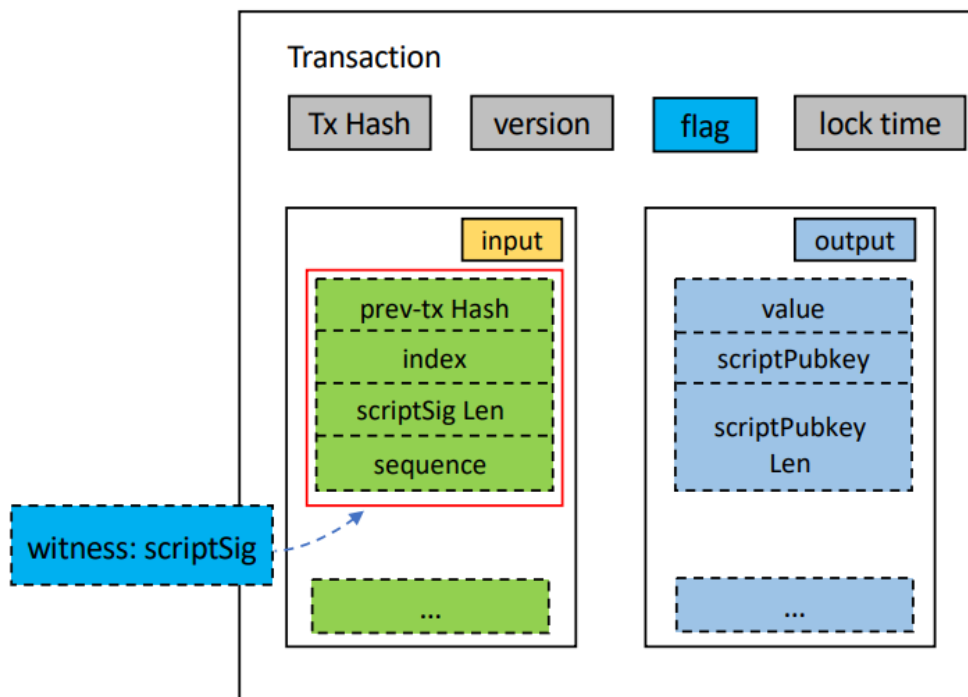 Transaction
Tx Hash
version
flag
lock time
input
prev-tx Hash
index
scriptSig Len
sequence
...
output
value
scriptPubkey
scriptPubkey
Len
...
witness: scriptSig